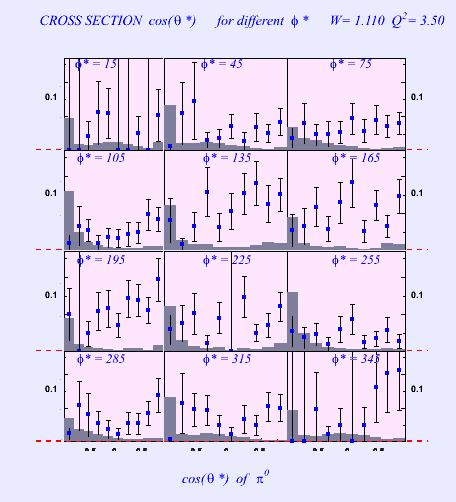 CROSS SECTION cos(θ *) for different ϕ * W= 1.110 Q²= 3.50
ϕ* = 15 ϕ* = 45 ϕ* = 75
0.1 0.1
ϕ* = 105 ϕ* = 135 ϕ* = 165
0.1 0.1
ϕ* = 195 ϕ* = 225 ϕ* = 255
0.1 0.1
ϕ* = 285 ϕ* = 315 ϕ* = 345
0.1 0.1
cos(θ *) of π⁰